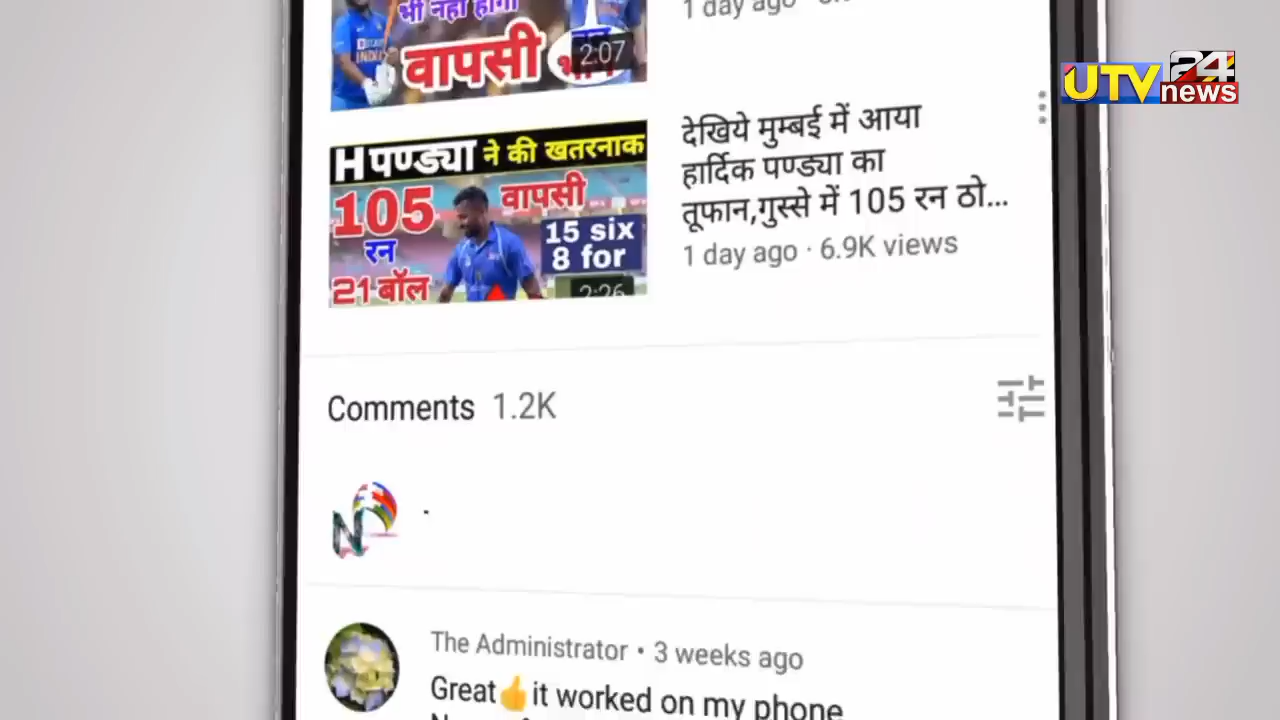 भी नहीं होगी
वापसी
2:07
1 day ago
UTV 24 news
H पण्ड्या ने की खतरनाक
105
रन
21 बॉल
वापसी
15 six
8 for
2:26
देखिये मुम्बई में आया
हार्दिक पण्ड्या का
तूफान,गुस्से में 105 रन ठो...
1 day ago · 6.9K views
Comments 1.2K
N
.
The Administrator • 3 weeks ago
Great👍it worked on my phone